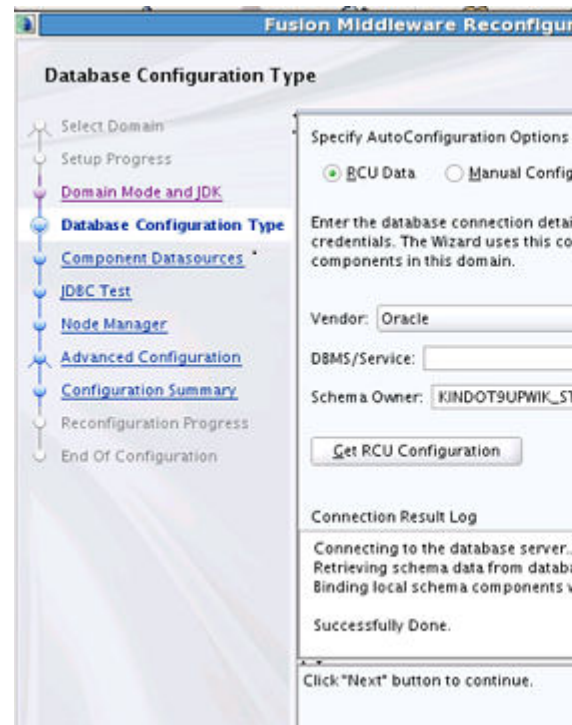 Fusion Middleware Reconfigur
Database Configuration Type
Select Domain
Setup Progress
Domain Mode and JDK
Database Configuration Type
Component Datasources
JDBC Test
Node Manager
Advanced Configuration
Configuration Summary
Reconfiguration Progress
End Of Configuration
Specify AutoConfiguration Options
RCU Data Manual Config
Enter the database connection detai
credentials. The Wizard uses this co
components in this domain.
Vendor: Oracle
DBMS/Service:
Schema Owner: KINDOT9UPWIK_ST
Get RCU Configuration
Connection Result Log
Connecting to the database server..
Retrieving schema data from databa
Binding local schema components v
Successfully Done.
Click "Next" button to continue.